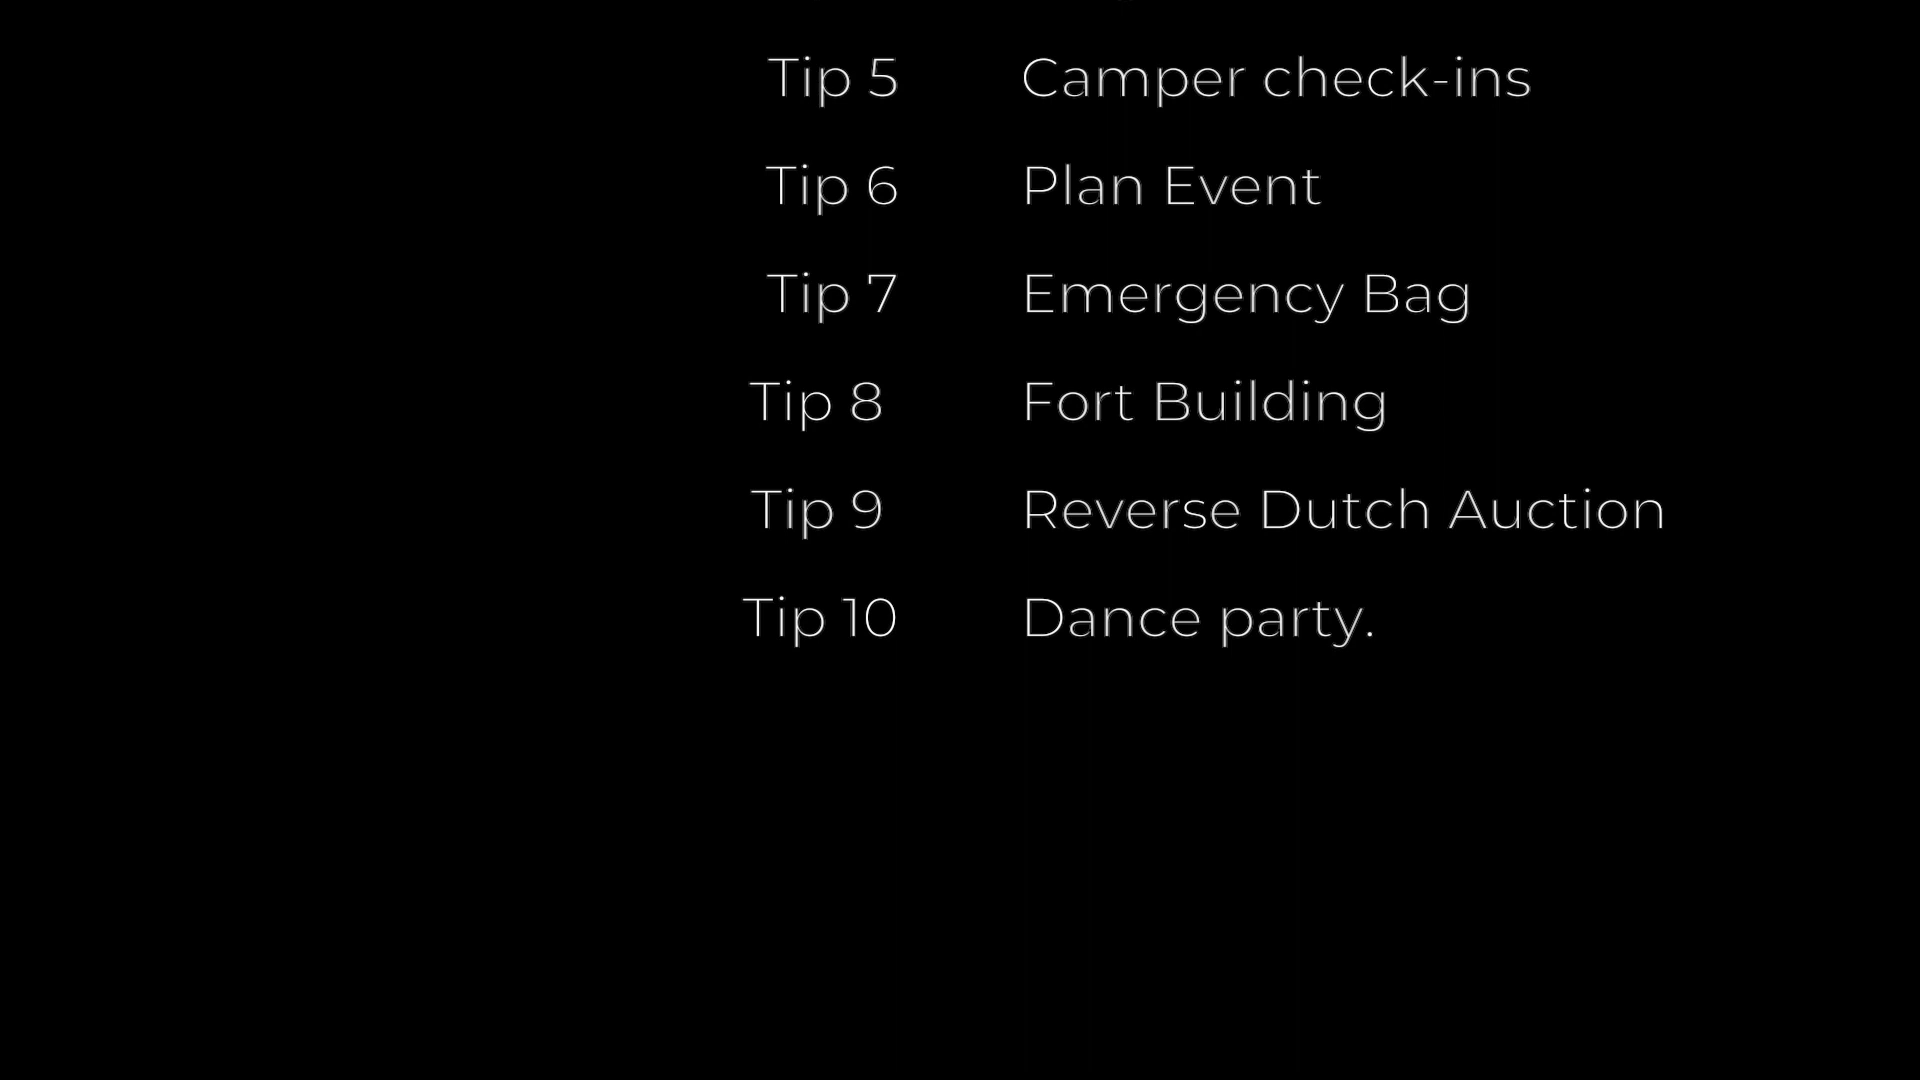 Tip 5 Camper check-ins
Tip 6 Plan Event
Tip 7 Emergency Bag
Tip 8 Fort Building
Tip 9 Reverse Dutch Auction
Tip 10 Dance party.